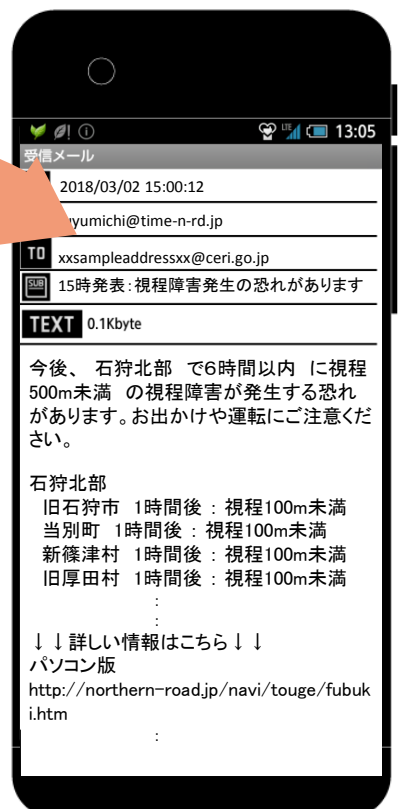 LTE 13:05
受信メール
2018/03/02 15:00:12
yumichi@time-n-rd.jp
TO xxsampleaddressxx@ceri.go.jp
SUB 15時発表：視程障害発生の恐れがあります
TEXT 0.1Kbyte
今後、 石狩北部 で6時間以内 に視程
500m未満 の視程障害が発生する恐れ
があります。お出かけや運転にご注意くだ
さい。
石狩北部
旧石狩市 1時間後 ： 視程100m未満
当別町 1時間後 ： 視程100m未満
新篠津村 1時間後 ： 視程100m未満
旧厚田村 1時間後 ： 視程100m未満
：
：
↓↓詳しい情報はこちら↓↓
パソコン版
http://northern-road.jp/navi/touge/fubuk
i.htm
：